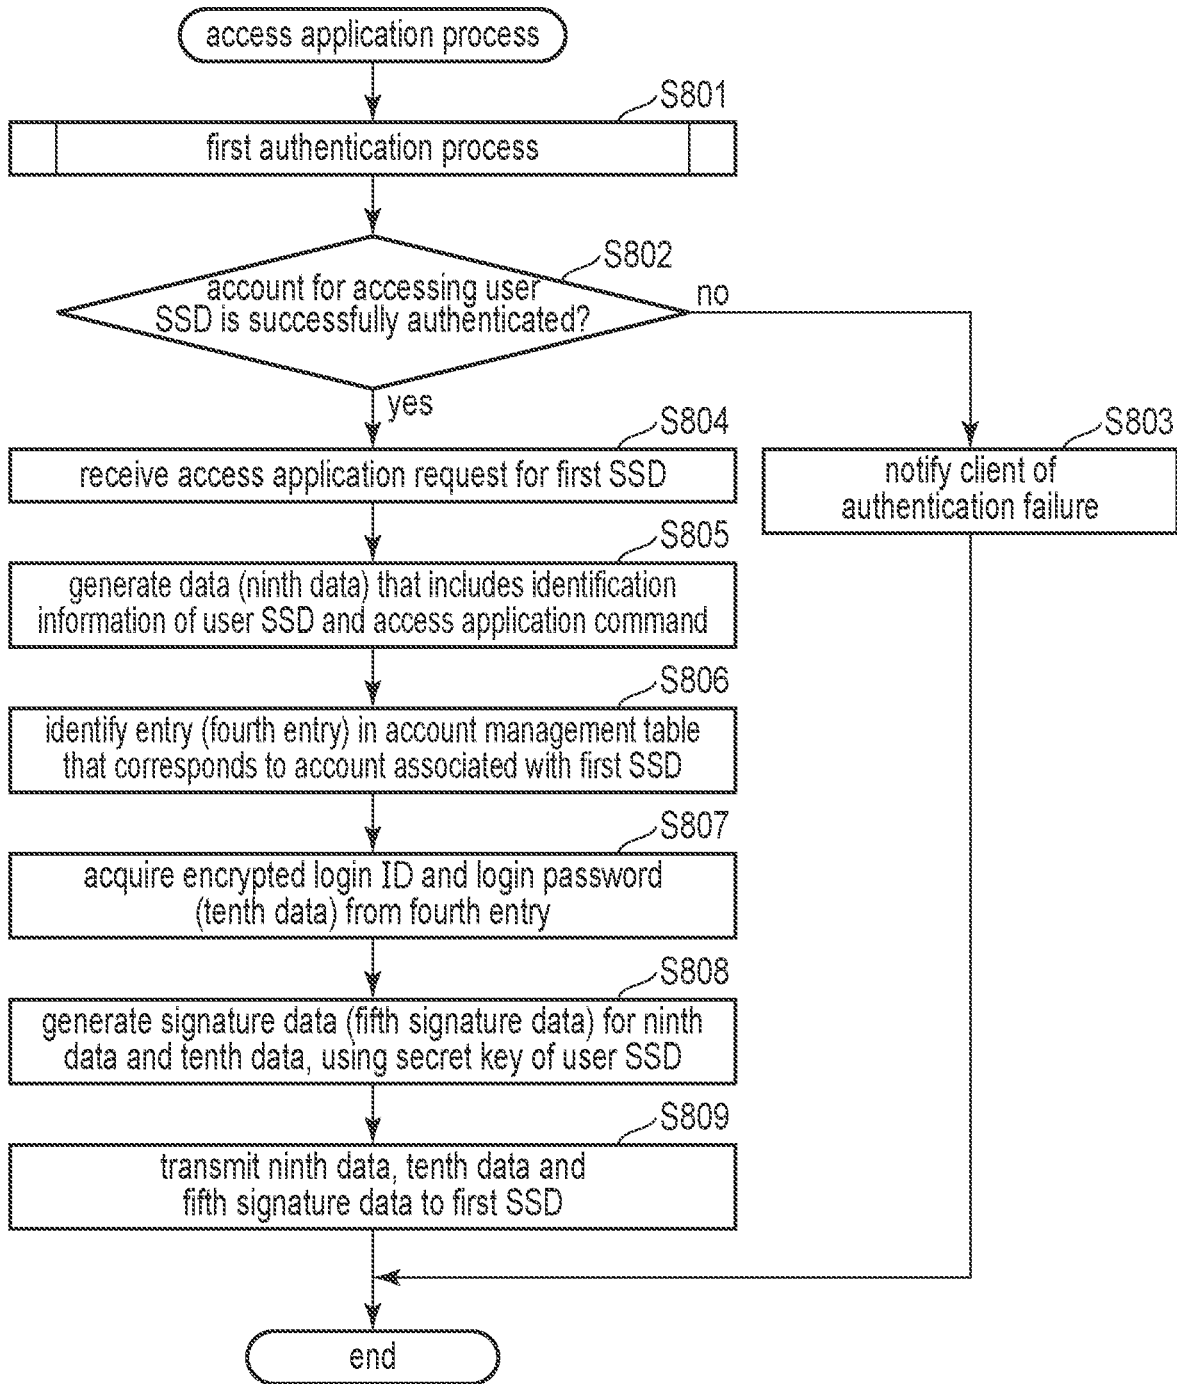 access application process
S801
first authentication process
S802
account for accessing user
SSD is successfully authenticated?
no
yes
S804
receive access application request for first SSD
S803
notify client of
authentication failure
S805
generate data (ninth data) that includes identification
information of user SSD and access application command
S806
identify entry (fourth entry) in account management table
that corresponds to account associated with first SSD
S807
acquire encrypted login ID and login password
(tenth data) from fourth entry
S808
generate signature data (fifth signature data) for ninth
data and tenth data, using secret key of user SSD
S809
transmit ninth data, tenth data and
fifth signature data to first SSD
end